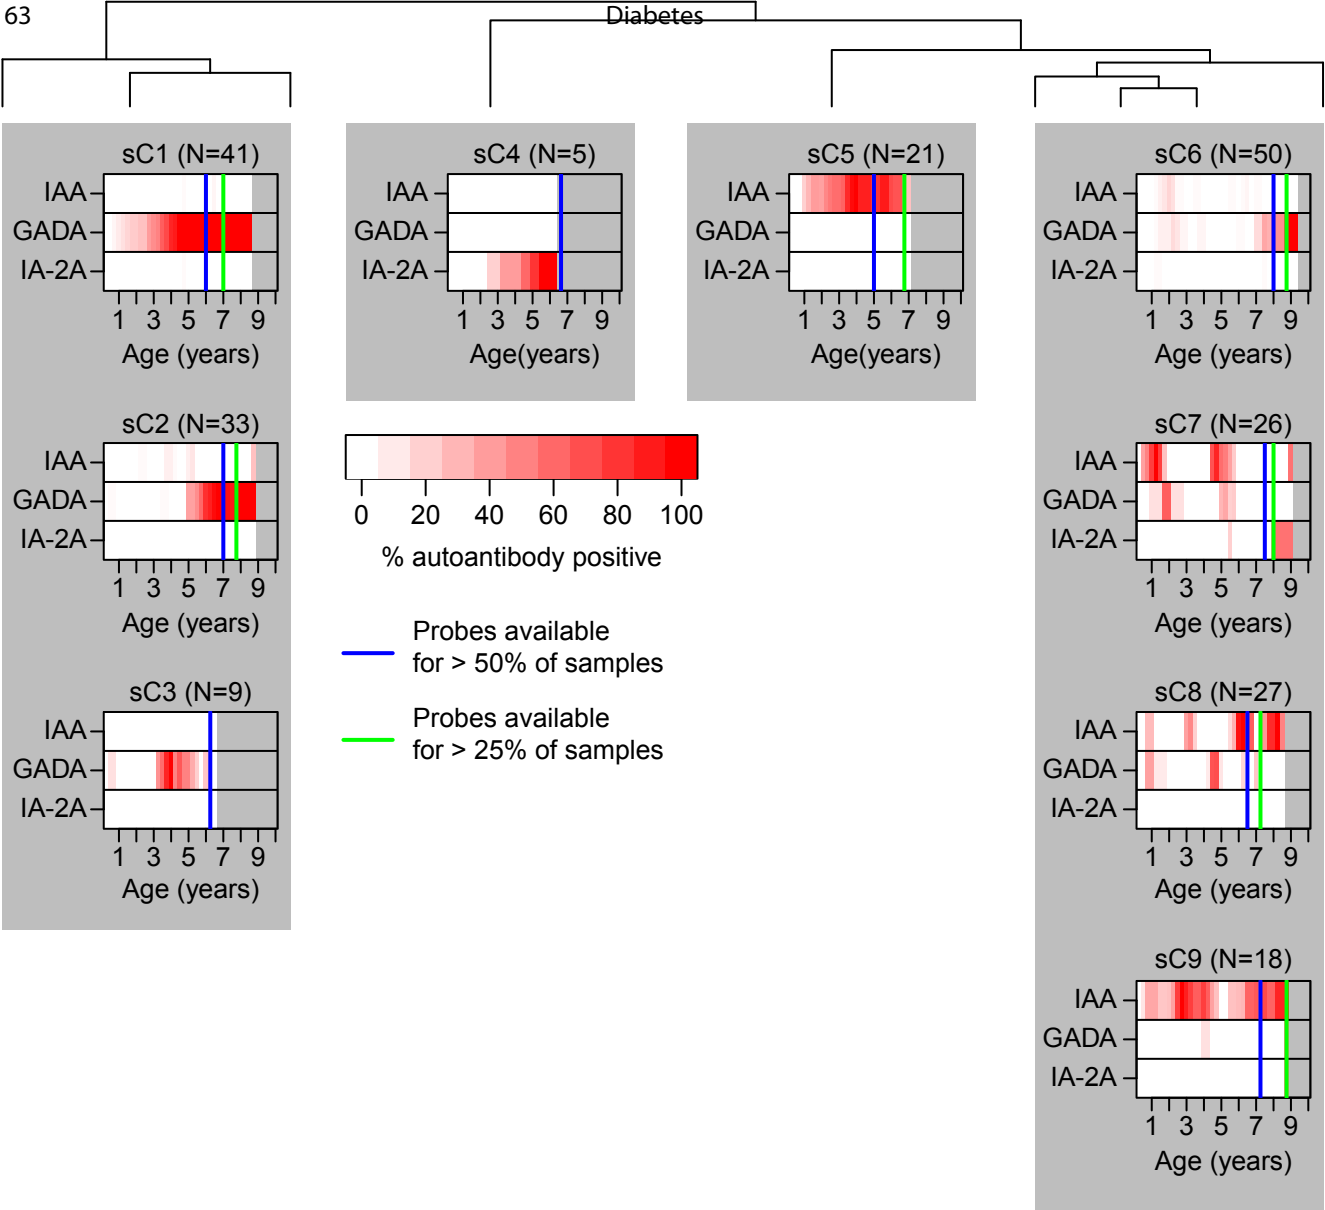 63
Diabetes
sC1 (N=41)
IAA
GADA
IA-2A
1 3 5 7 9
Age (years)
sC2 (N=33)
IAA
GADA
IA-2A
1 3 5 7 9
Age (years)
sC3 (N=9)
IAA
GADA
IA-2A
1 3 5 7 9
Age (years)
sC4 (N=5)
IAA
GADA
IA-2A
1 3 5 7 9
Age(years)
sC5 (N=21)
IAA
GADA
IA-2A
1 3 5 7 9
Age(years)
0 20 40 60 80 100
% autoantibody positive
Probes available
for > 50% of samples
Probes available
for > 25% of samples
sC6 (N=50)
IAA
GADA
IA-2A
1 3 5 7 9
Age (years)
sC7 (N=26)
IAA
GADA
IA-2A
1 3 5 7 9
Age (years)
sC8 (N=27)
IAA
GADA
IA-2A
1 3 5 7 9
Age (years)
sC9 (N=18)
IAA
GADA
IA-2A
1 3 5 7 9
Age (years)